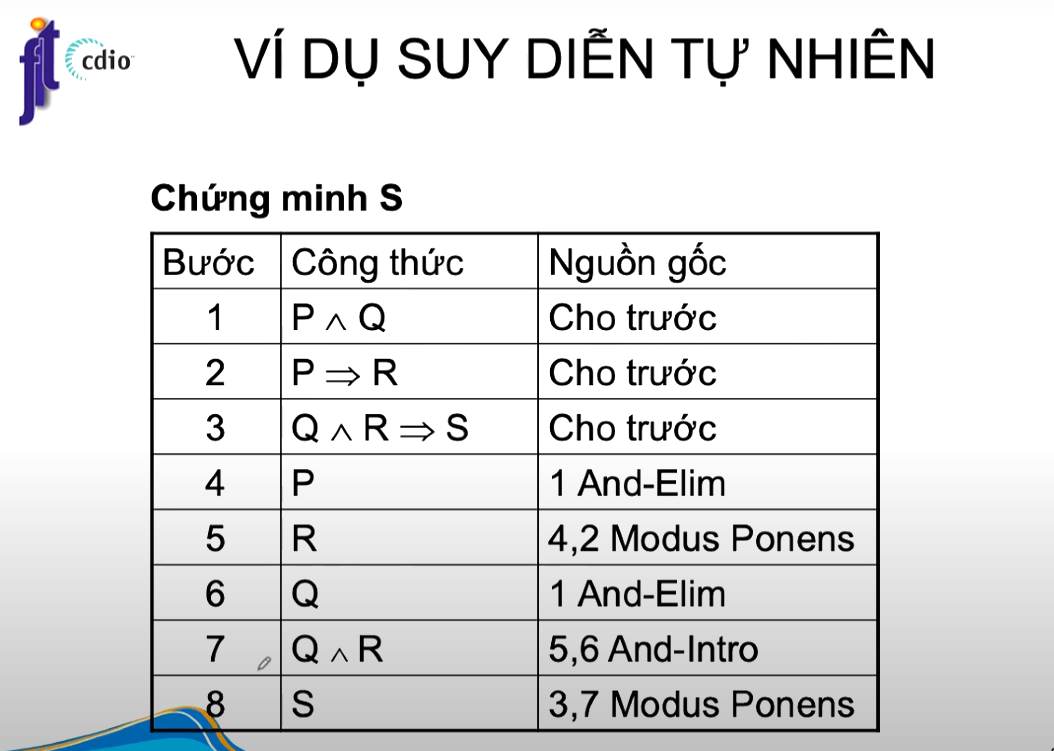 fit cdio
VÍ DỤ SUY DIỄN TỰ NHIÊN
Chứng minh S
Bước Công thức Nguồn gốc
1 P ∧ Q Cho trước
2 P ⇒ R Cho trước
3 Q ∧ R ⇒ S Cho trước
4 P 1 And-Elim
5 R 4,2 Modus Ponens
6 Q 1 And-Elim
7 Q ∧ R 5,6 And-Intro
8 S 3,7 Modus Ponens